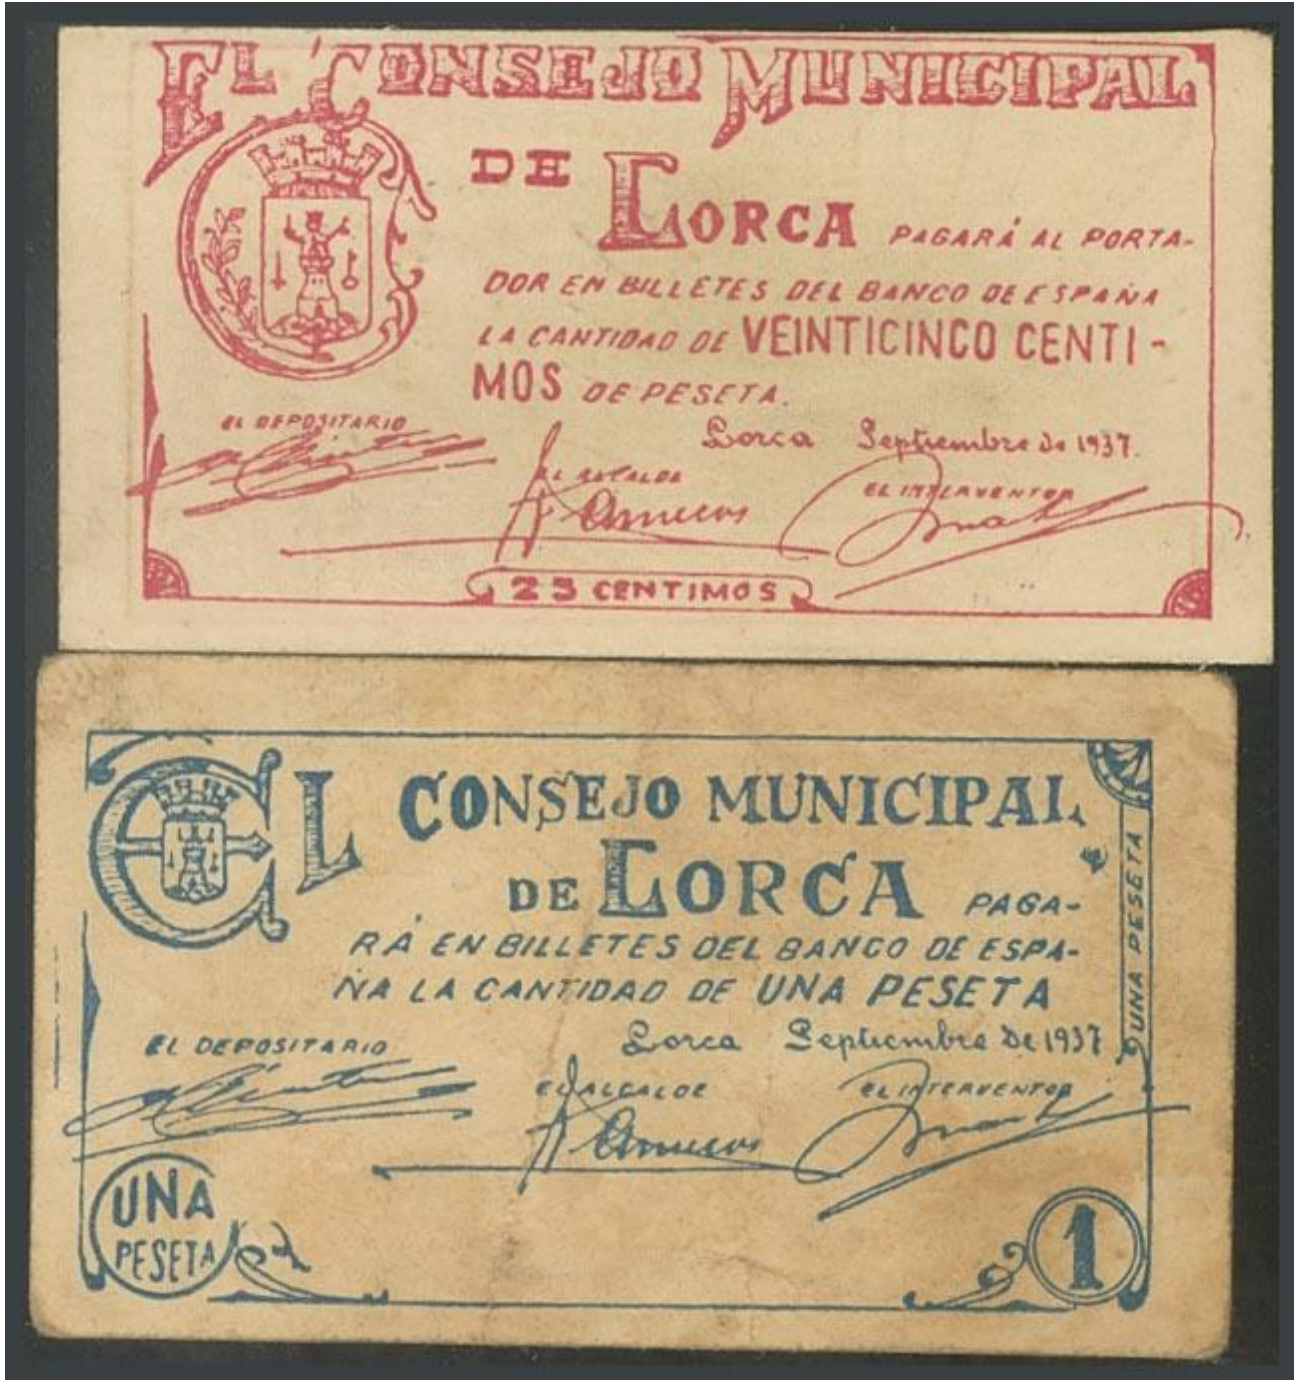 EL CONSEJO MUNICIPAL
DE LORCA PAGARÁ AL PORTA-
DOR EN BILLETES DEL BANCO DE ESPAÑA
LA CANTIDAD DE VEINTICINCO CENTI-
MOS DE PESETA.
Lorca Septiembre de 1937.
EL DEPOSITARIO
EL ALCALDE
EL INTERVENTOR
25 CENTIMOS
EL CONSEJO MUNICIPAL
DE LORCA PAGA-
RÁ EN BILLETES DEL BANCO DE ESPA-
ÑA LA CANTIDAD DE UNA PESETA
UNA PESETA
Lorca Septiembre de 1937
EL DEPOSITARIO
EL ALCALDE
EL INTERVENTOR
UNA
PESETA
1